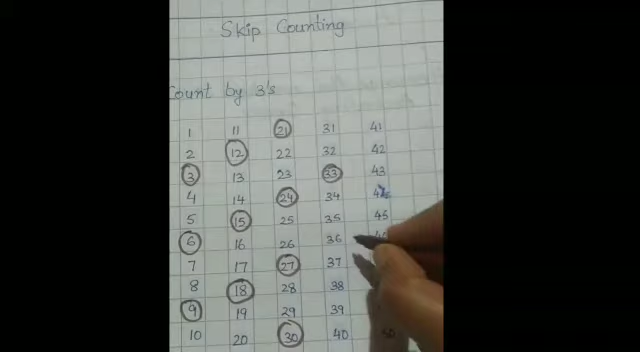 Skip Counting
Count by 3's
1 11 21 31 41
2 12 22 32 42
3 13 23 33 43
4 14 24 34
5 15 25 35 45
6 16 26 36
7 17 27 37
8 18 28 38
9 19 29 39
10 20 30 40 50